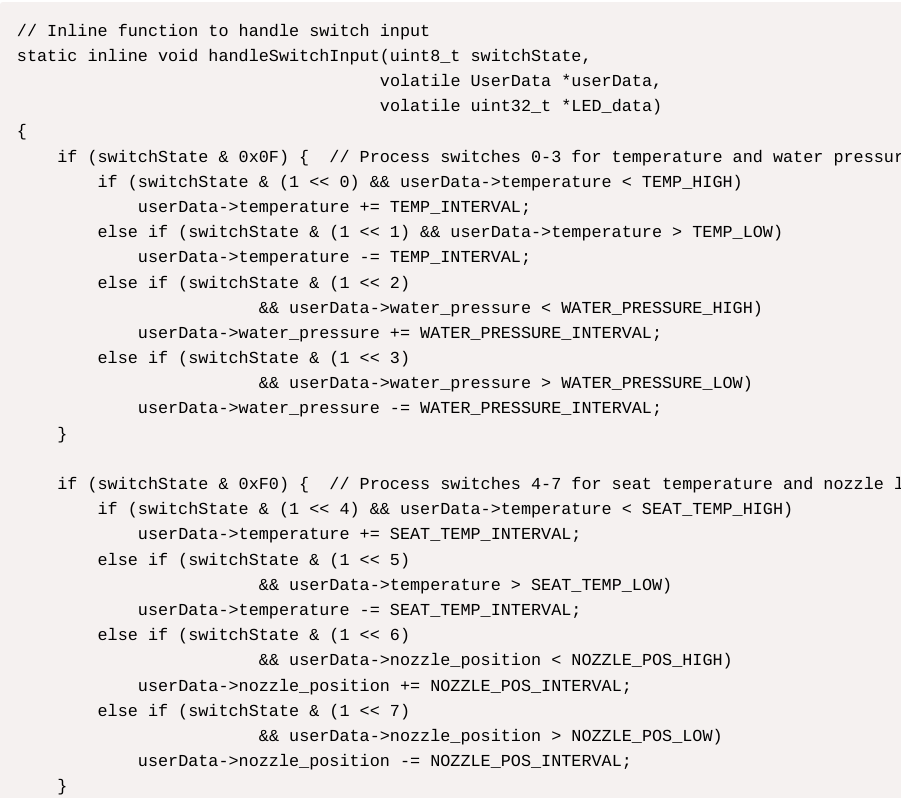 // Inline function to handle switch input
static inline void handleSwitchInput(uint8_t switchState,
                                    volatile UserData *userData,
                                    volatile uint32_t *LED_data)
{
    if (switchState & 0x0F) {  // Process switches 0-3 for temperature and water pressur
        if (switchState & (1 << 0) && userData->temperature < TEMP_HIGH)
            userData->temperature += TEMP_INTERVAL;
        else if (switchState & (1 << 1) && userData->temperature > TEMP_LOW)
            userData->temperature -= TEMP_INTERVAL;
        else if (switchState & (1 << 2)
                        && userData->water_pressure < WATER_PRESSURE_HIGH)
            userData->water_pressure += WATER_PRESSURE_INTERVAL;
        else if (switchState & (1 << 3)
                        && userData->water_pressure > WATER_PRESSURE_LOW)
            userData->water_pressure -= WATER_PRESSURE_INTERVAL;
    }

    if (switchState & 0xF0) {  // Process switches 4-7 for seat temperature and nozzle l
        if (switchState & (1 << 4) && userData->temperature < SEAT_TEMP_HIGH)
            userData->temperature += SEAT_TEMP_INTERVAL;
        else if (switchState & (1 << 5)
                        && userData->temperature > SEAT_TEMP_LOW)
            userData->temperature -= SEAT_TEMP_INTERVAL;
        else if (switchState & (1 << 6)
                        && userData->nozzle_position < NOZZLE_POS_HIGH)
            userData->nozzle_position += NOZZLE_POS_INTERVAL;
        else if (switchState & (1 << 7)
                        && userData->nozzle_position > NOZZLE_POS_LOW)
            userData->nozzle_position -= NOZZLE_POS_INTERVAL;
    }